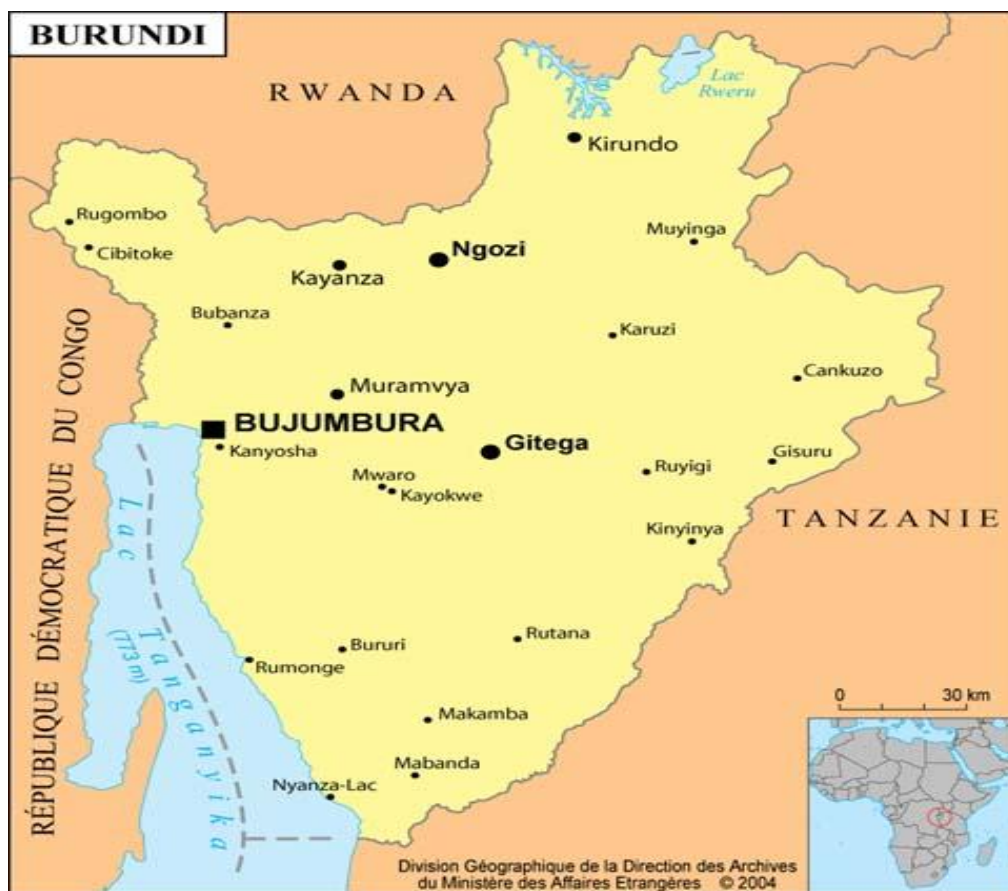 BURUNDI
RWANDA
Lac
Rweru
Kirundo
Rugombo
Cibitoke
Muyinga
Ngozi
Kayanza
Bubanza
Karuzi
Cankuzo
Muramvya
BUJUMBURA
Kanyosha
Gitega
Gisuru
Ruyigi
Mwaro
Kayokwe
TANZANIE
Kinyinya
RÉPUBLIQUE DÉMOCRATIQUE DU CONGO
Lac Tanganyika
(773 m)
Rutana
Bururi
Rumonge
0 30 km
Makamba
Mabanda
Nyanza-Lac
Division Géographique de la Direction des Archives
du Ministère des Affaires Etrangères © 2004